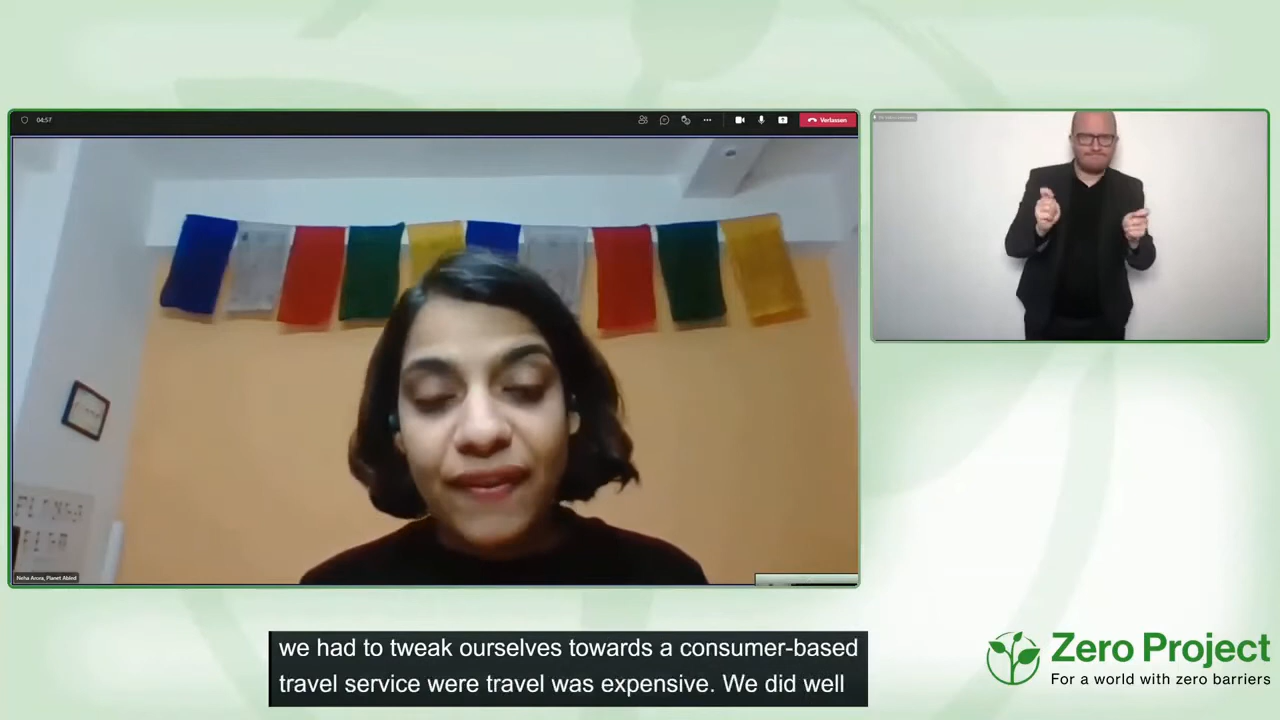 04:57
Verlassen
Neha Arora, Planet Abled
we had to tweak ourselves towards a consumer-based
travel service were travel was expensive. We did well
Zero Project
For a world with zero barriers